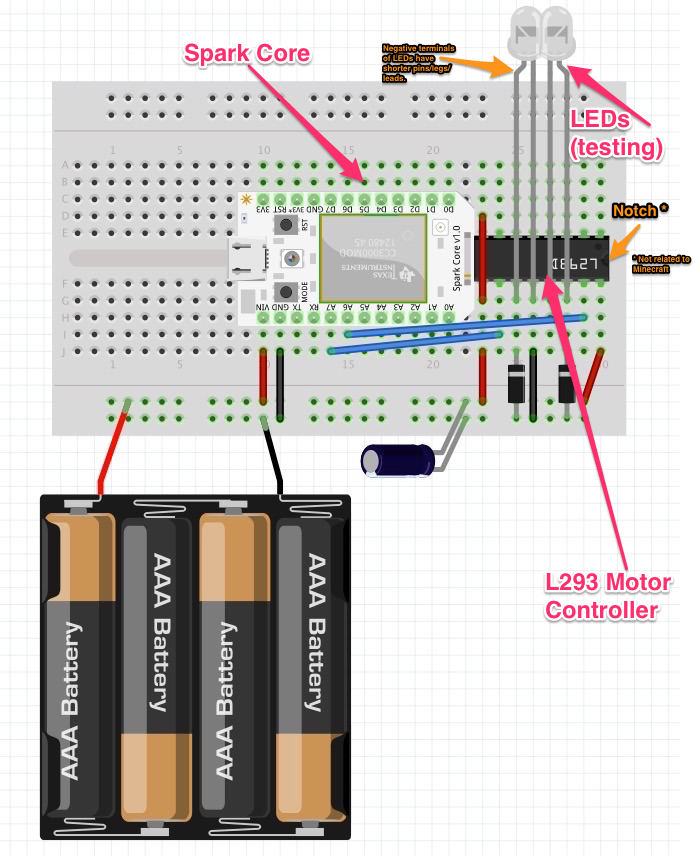 Spark Core
Negative terminals
of LEDs have
shorter pins/legs/
leads.
LEDs
(testing)
Notch *
* Not related to
Minecraft
1 5 10 15 20 25 30
A
B
C
D
E
3V3 RST 3V3* GND D7 D6 D5 D4 D3 D2 D1 D0
RST
CC3000MOD
TEXAS
INSTRUMENTS
Spark Core v1.0
L293D
MODE
VIN GND TX RX A7 A6 A5 A4 A3 A2 A1 A0
F
G
H
I
J
1 5 10 15 20
L293 Motor
Controller
AAA Battery
AAA Battery
AAA Battery
AAA Battery